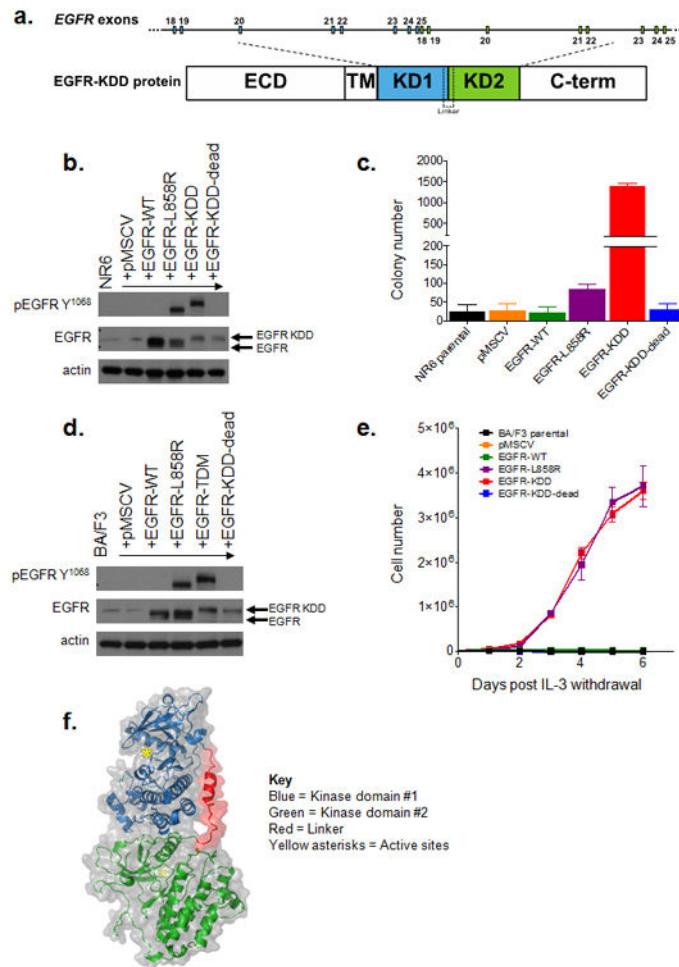 a.
EGFR exons
18 19
20
21 22
23 24 25
18 19
20
21 22
23 24 25
EGFR-KDD protein
ECD
TM
KD1
KD2
C-term
Linker
b.
NR6
+pMSCV
+EGFR-WT
+EGFR-L858R
+EGFR-KDD
+EGFR-KDD-dead
pEGFR Y1068
EGFR
EGFR KDD
EGFR
actin
c.
Colony number
2000
1500
1000
500
200
150
100
50
0
NR6 parental
pMSCV
EGFR-WT
EGFR-L858R
EGFR-KDD
EGFR-KDD-dead
d.
BA/F3
+pMSCV
+EGFR-WT
+EGFR-L858R
+EGFR-TDM
+EGFR-KDD-dead
pEGFR Y1068
EGFR
EGFR KDD
EGFR
actin
e.
Cell number
5×10⁶
4×10⁶
3×10⁶
2×10⁶
1×10⁶
0
BA/F3 parental
pMSCV
EGFR-WT
EGFR-L858R
EGFR-KDD
EGFR-KDD-dead
0 2 3 4 5 6
Days post IL-3 withdrawal
f.
Key
Blue = Kinase domain #1
Green = Kinase domain #2
Red = Linker
Yellow asterisks = Active sites